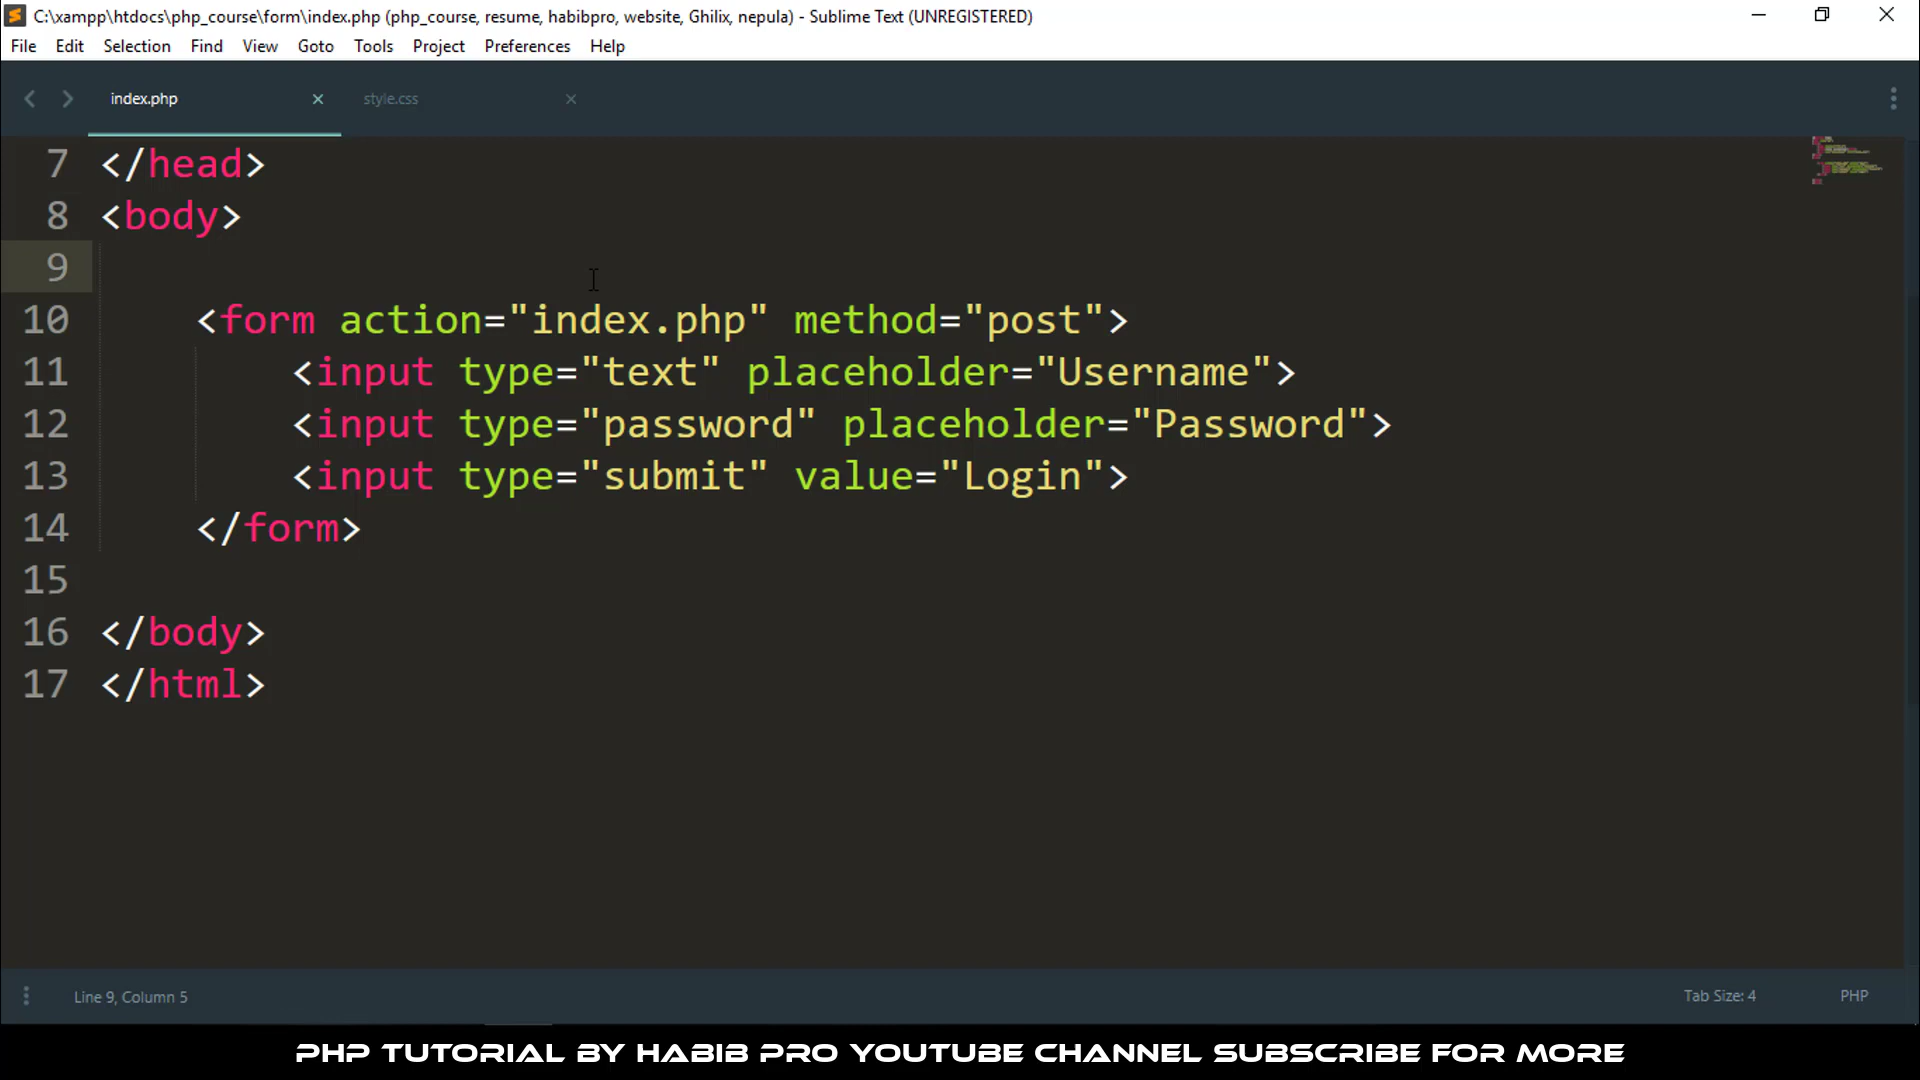 C:\xampp\htdocs\php_course\form\index.php (php_course, resume, habibpro, website, Ghilix, nepula) - Sublime Text (UNREGISTERED)
File Edit Selection Find View Goto Tools Project Preferences Help
index.php style.css
7 </head>
8 <body>
9
10 <form action="index.php" method="post">
11 <input type="text" placeholder="Username">
12 <input type="password" placeholder="Password">
13 <input type="submit" value="Login">
14 </form>
15
16 </body>
17 </html>
Line 9, Column 5 Tab Size: 4 PHP
PHP TUTORIAL BY HABIB PRO YOUTUBE CHANNEL SUBSCRIBE FOR MORE